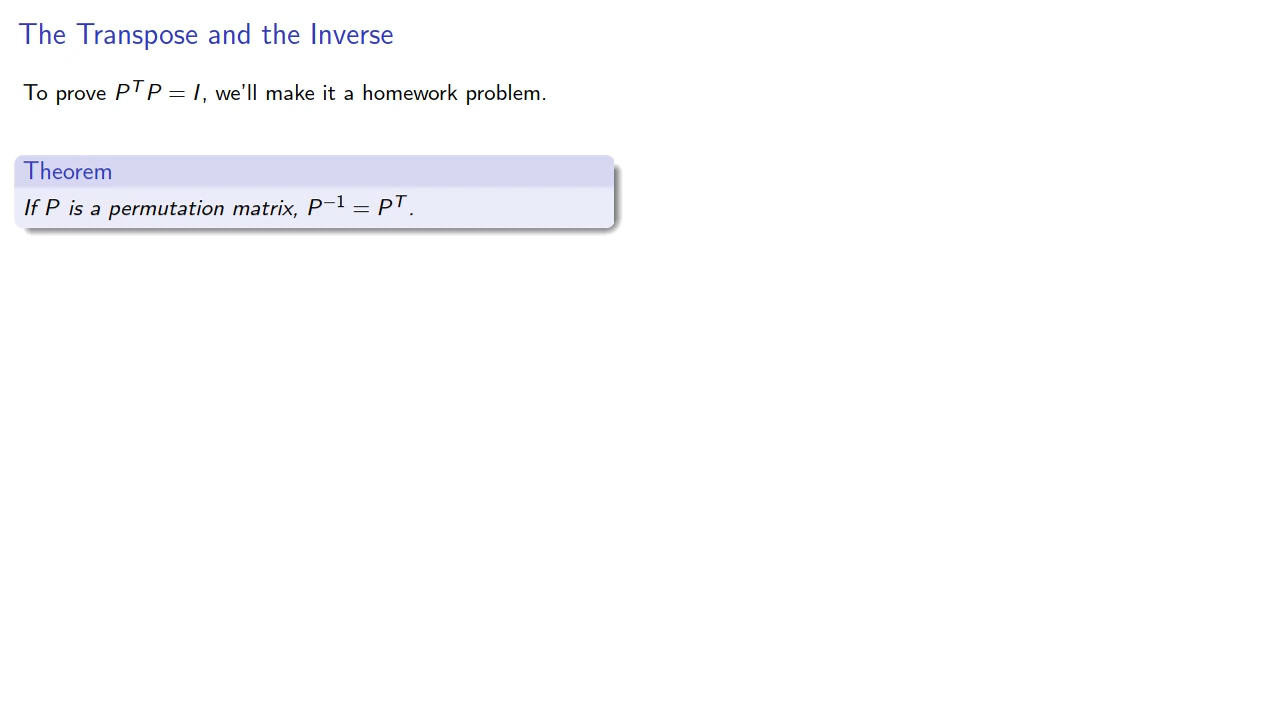 The Transpose and the Inverse
To prove $P^T P = I$, we'll make it a homework problem.
Theorem
If $P$ is a permutation matrix, $P^{-1} = P^T$.